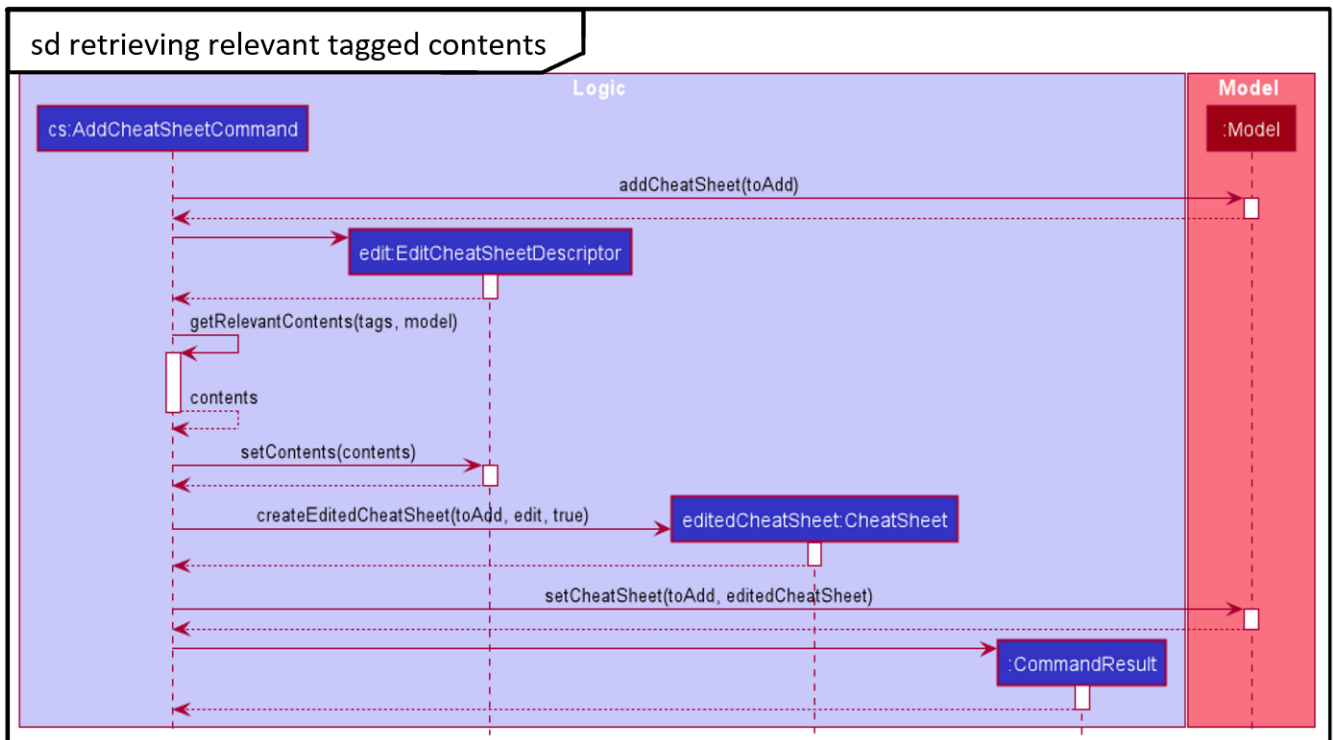 sd retrieving relevant tagged contents
Logic
Model
cs:AddCheatSheetCommand
:Model
addCheatSheet(toAdd)
edit:EditCheatSheetDescriptor
getRelevantContents(tags, model)
contents
setContents(contents)
createEditedCheatSheet(toAdd, edit, true)
editedCheatSheet:CheatSheet
setCheatSheet(toAdd, editedCheatSheet)
:CommandResult